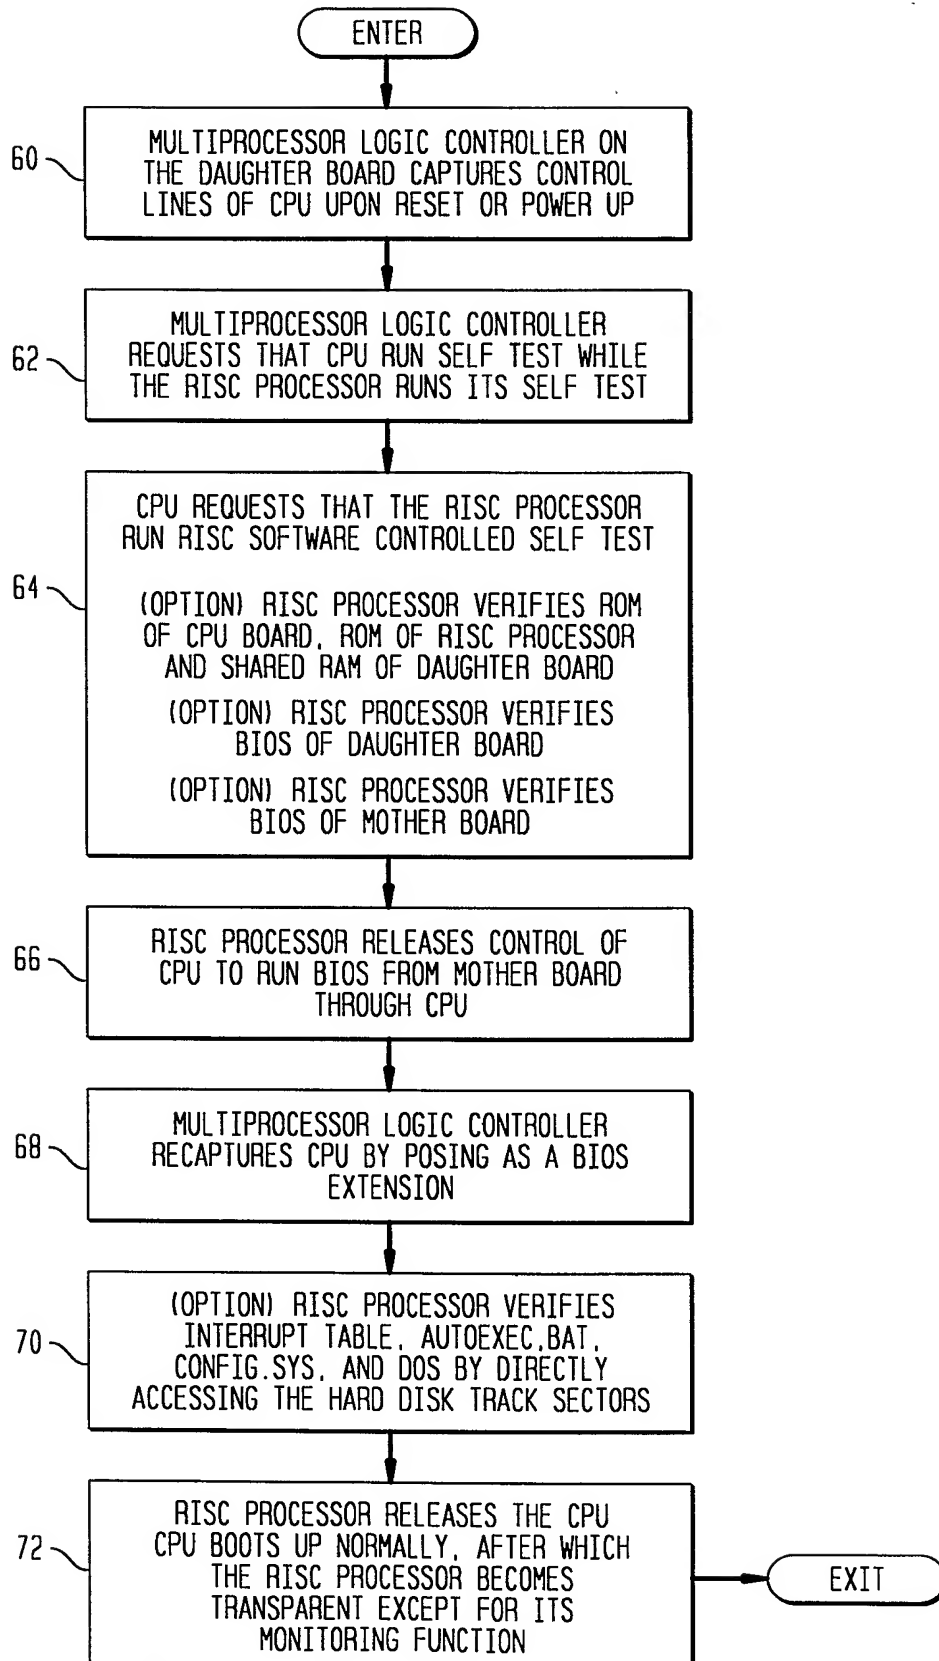 ENTER
60
MULTIPROCESSOR LOGIC CONTROLLER ON
THE DAUGHTER BOARD CAPTURES CONTROL
LINES OF CPU UPON RESET OR POWER UP
62
MULTIPROCESSOR LOGIC CONTROLLER
REQUESTS THAT CPU RUN SELF TEST WHILE
THE RISC PROCESSOR RUNS ITS SELF TEST
64
CPU REQUESTS THAT THE RISC PROCESSOR
RUN RISC SOFTWARE CONTROLLED SELF TEST
(OPTION) RISC PROCESSOR VERIFIES ROM
OF CPU BOARD, ROM OF RISC PROCESSOR
AND SHARED RAM OF DAUGHTER BOARD
(OPTION) RISC PROCESSOR VERIFIES
BIOS OF DAUGHTER BOARD
(OPTION) RISC PROCESSOR VERIFIES
BIOS OF MOTHER BOARD
66
RISC PROCESSOR RELEASES CONTROL OF
CPU TO RUN BIOS FROM MOTHER BOARD
THROUGH CPU
68
MULTIPROCESSOR LOGIC CONTROLLER
RECAPTURES CPU BY POSING AS A BIOS
EXTENSION
70
(OPTION) RISC PROCESSOR VERIFIES
INTERRUPT TABLE, AUTOEXEC.BAT,
CONFIG.SYS, AND DOS BY DIRECTLY
ACCESSING THE HARD DISK TRACK SECTORS
72
RISC PROCESSOR RELEASES THE CPU
CPU BOOTS UP NORMALLY, AFTER WHICH
THE RISC PROCESSOR BECOMES
TRANSPARENT EXCEPT FOR ITS
MONITORING FUNCTION
EXIT